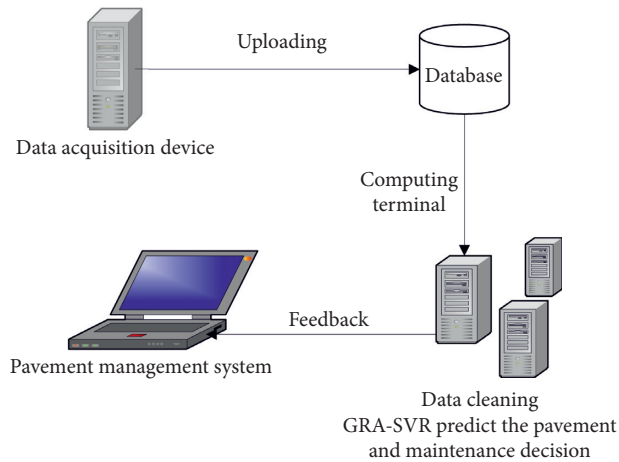 Uploading
Database
Data acquisition device
Computing
terminal
Feedback
Pavement management system
Data cleaning
GRA-SVR predict the pavement
and maintenance decision